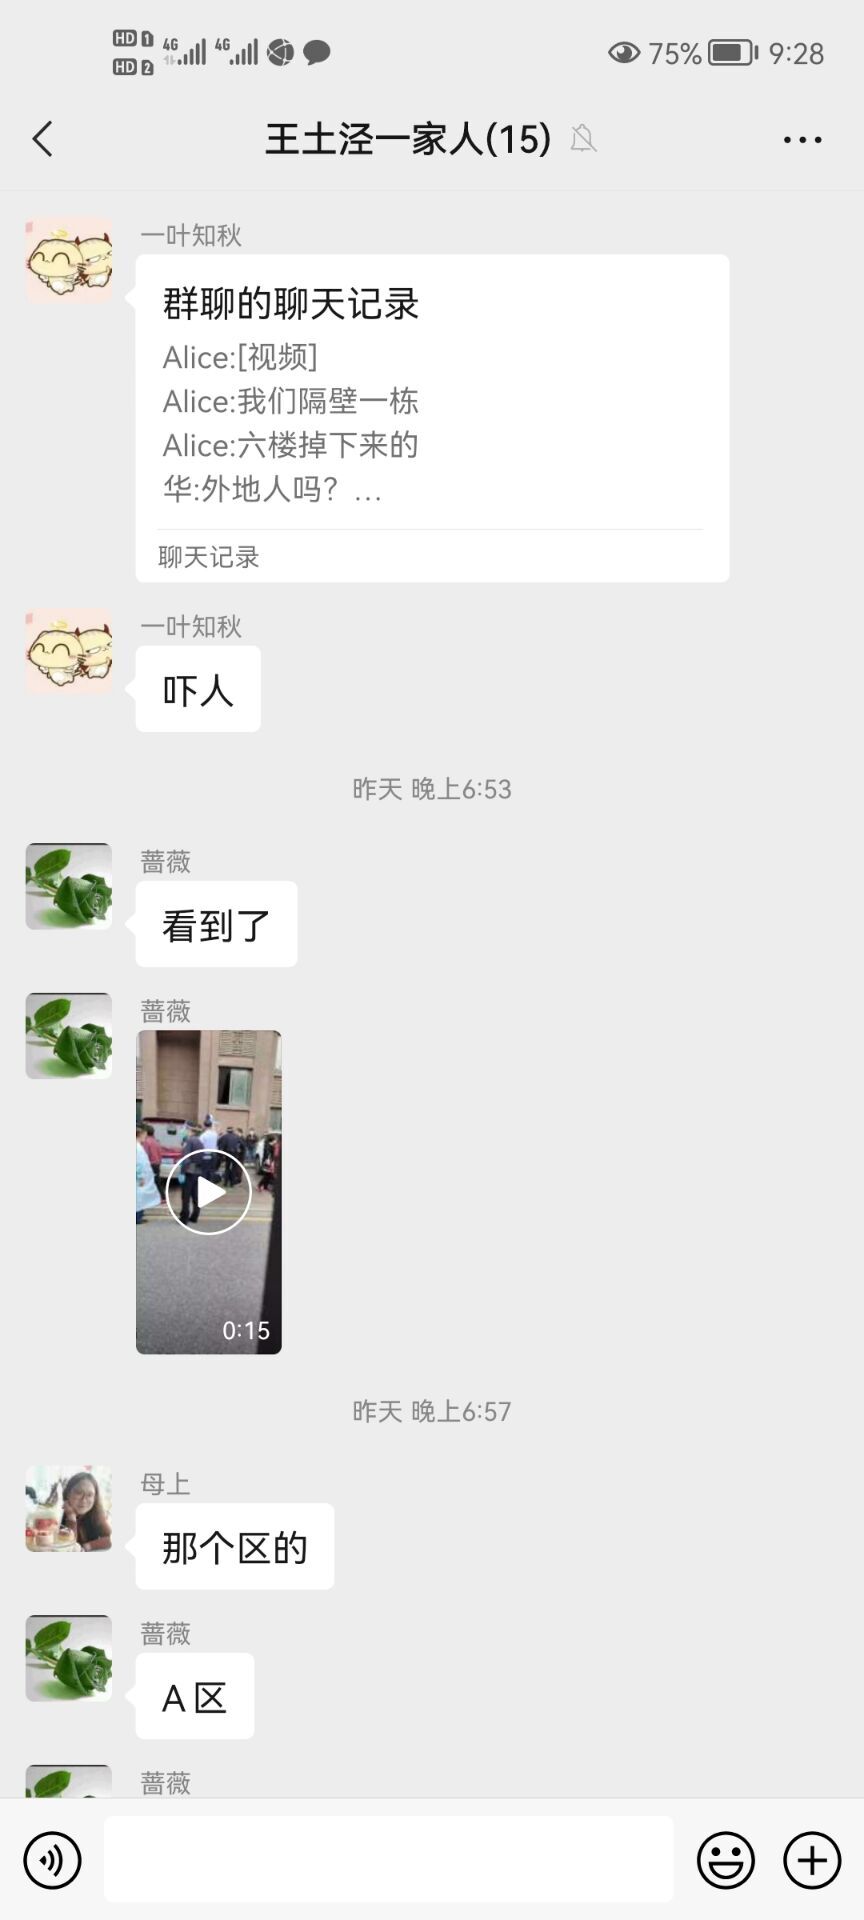 HD 1 4G 4G 75% 9:28
HD 2
王土泾一家人(15)
一叶知秋
群聊的聊天记录
Alice:[视频]
Alice:我们隔壁一栋
Alice:六楼掉下来的
华:外地人吗？...
聊天记录
一叶知秋
吓人
昨天 晚上6:53
蔷薇
看到了
蔷薇
0:15
昨天 晚上6:57
母上
那个区的
蔷薇
A区
蔷薇